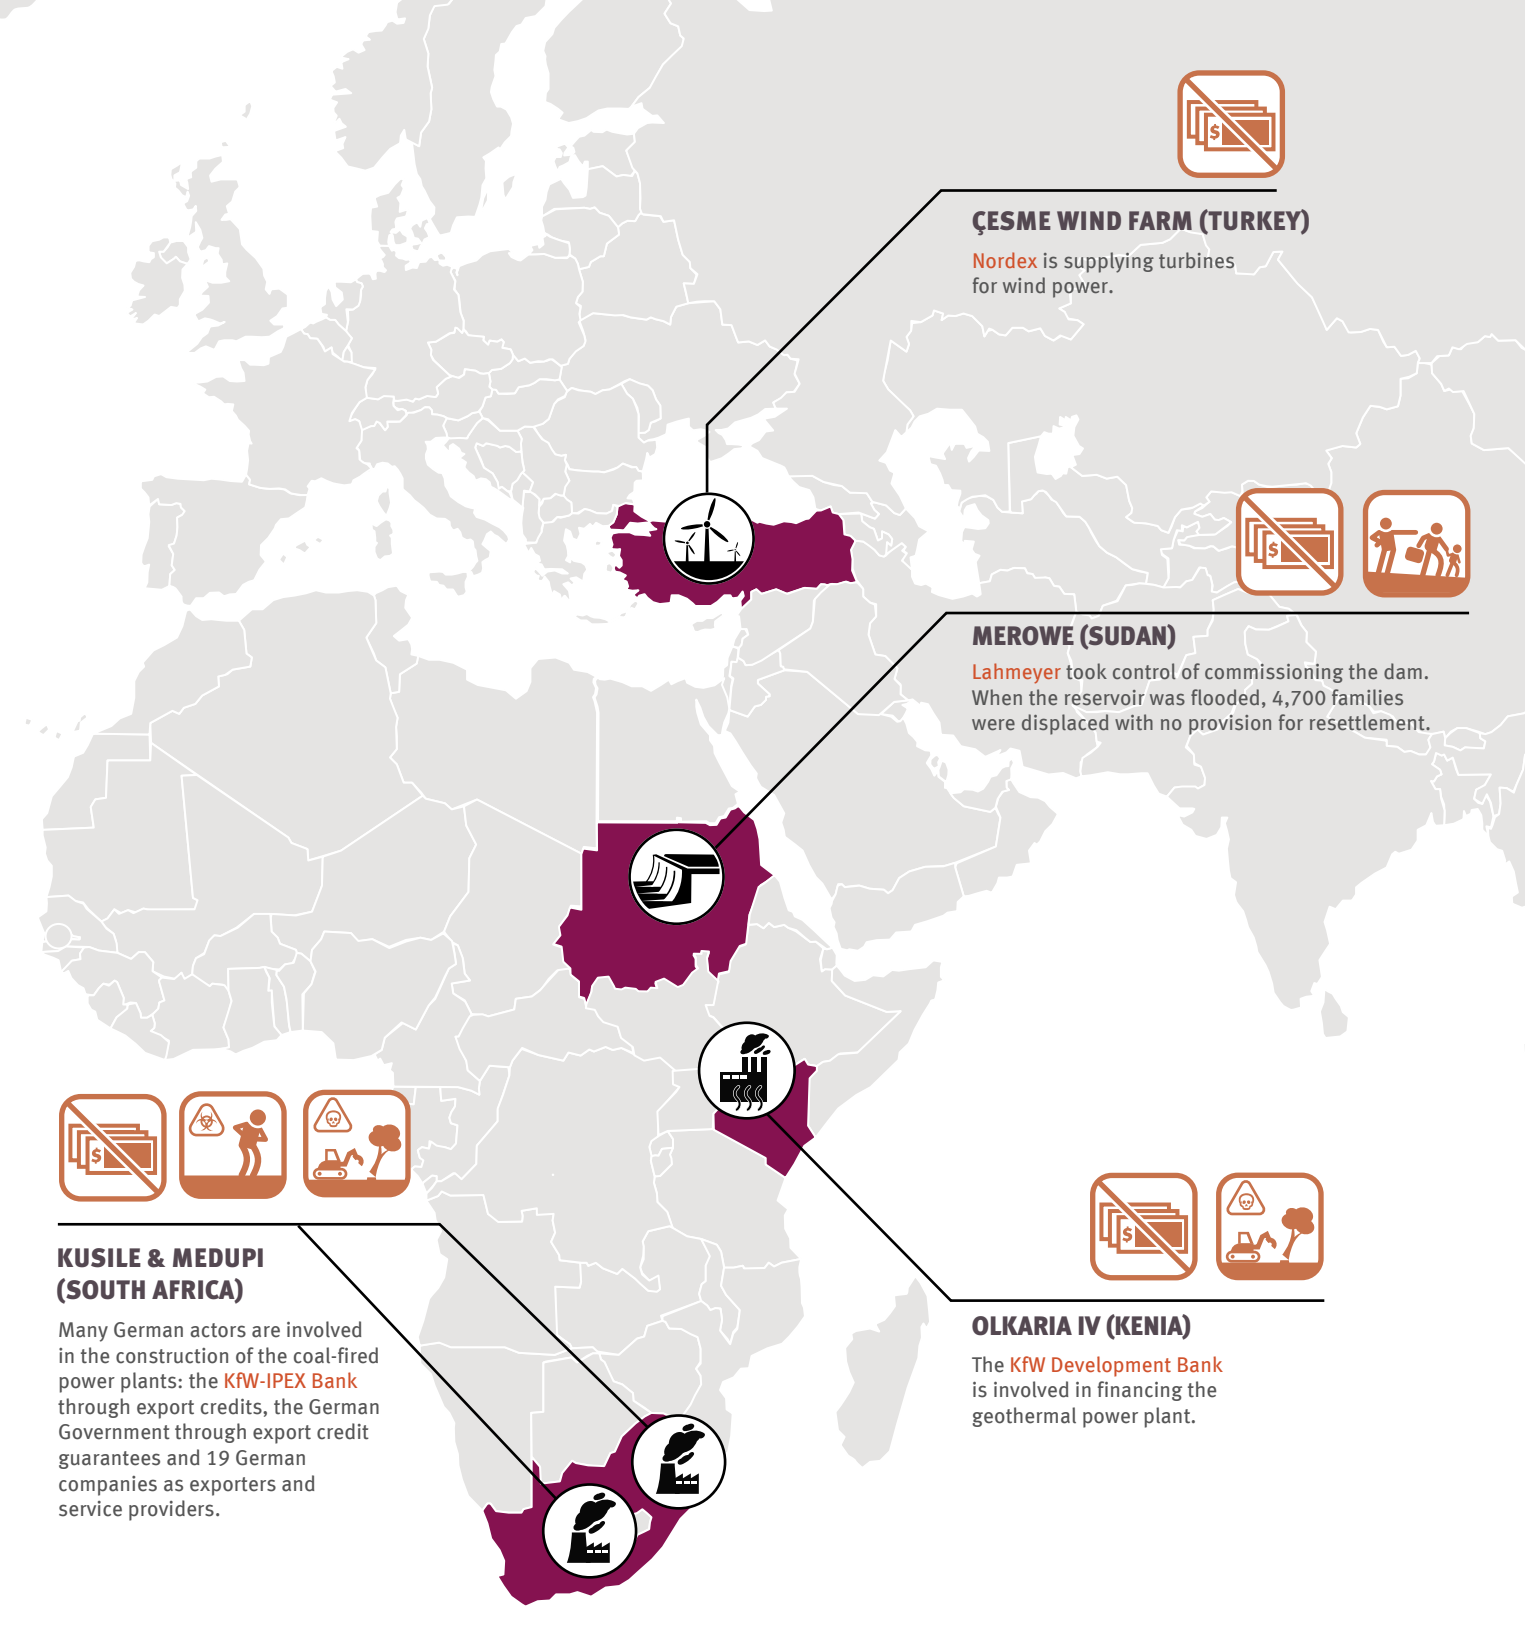 ÇESME WIND FARM (TURKEY)
Nordex is supplying turbines
for wind power.
MEROWE (SUDAN)
Lahmeyer took control of commissioning the dam.
When the reservoir was flooded, 4,700 families
were displaced with no provision for resettlement.
KUSILE & MEDUPI
(SOUTH AFRICA)
Many German actors are involved
in the construction of the coal-fired
power plants: the KfW-IPEX Bank
through export credits, the German
Government through export credit
guarantees and 19 German
companies as exporters and
service providers.
OLKARIA IV (KENIA)
The KfW Development Bank
is involved in financing the
geothermal power plant.
$
$
$
$